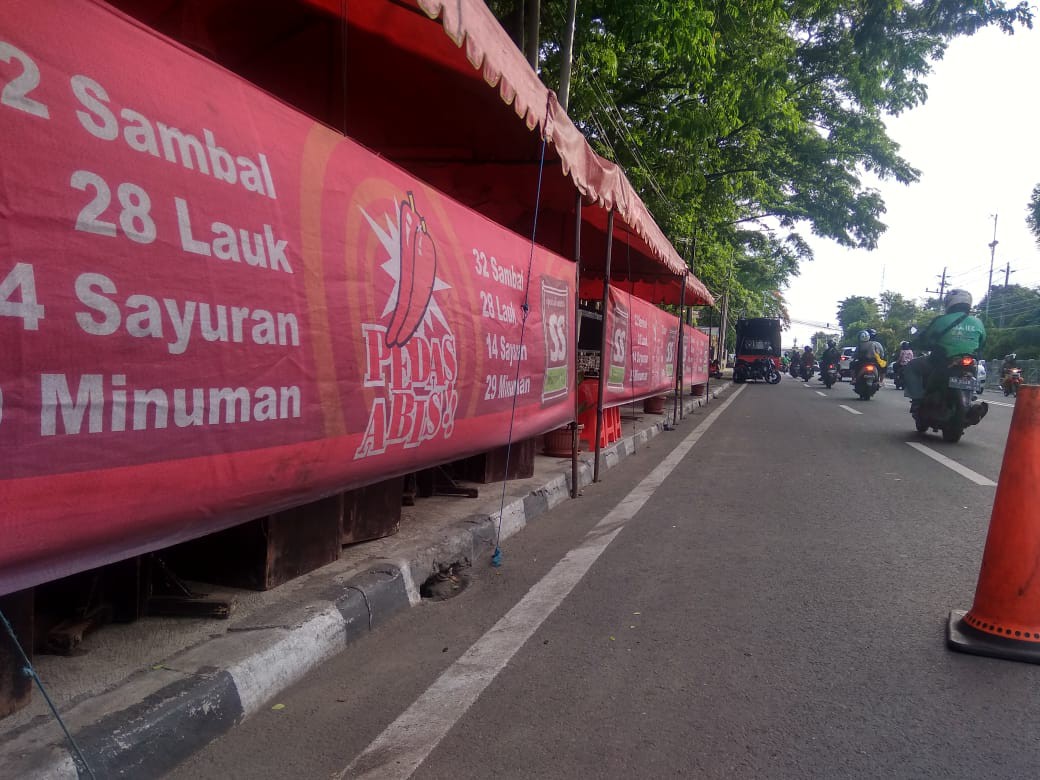 2 Sambal
28 Lauk
4 Sayuran
Minuman
PEDAS
ABIS!!
32 Sambal
28 Lauk
14 Sayuran
29 Minuman
SS
SS